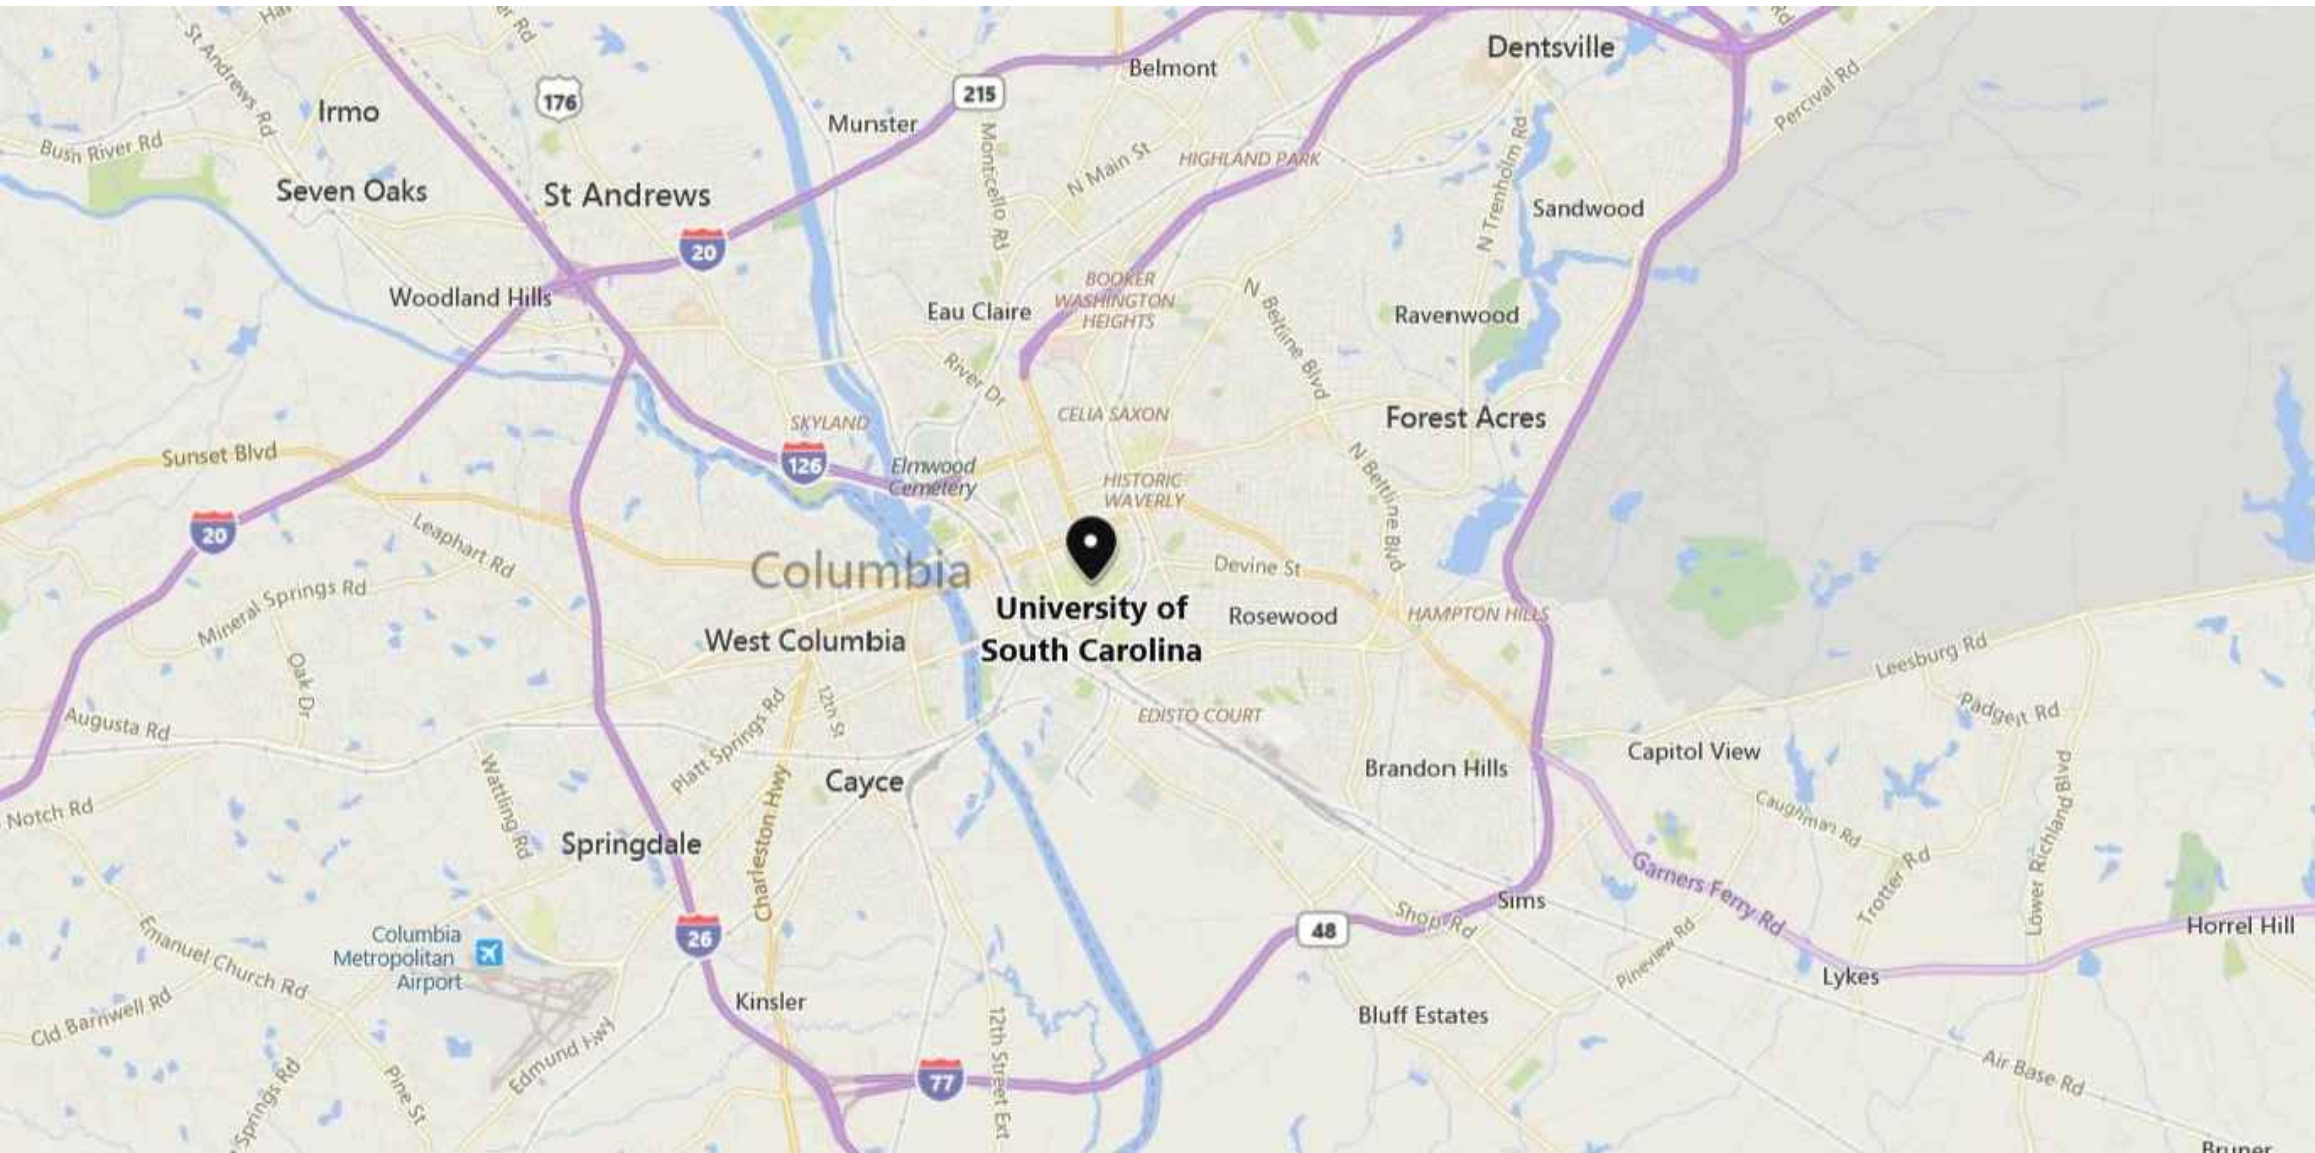 St Andrews Rd
176
Irmo
Bush River Rd
Seven Oaks
St Andrews
20
Woodland Hills
Munster
215
Belmont
Monticello Rd
N Main St
HIGHLAND PARK
Dentsville
Percival Rd
N Trenholm Rd
Sandwood
Eau Claire
BOOKER
WASHINGTON
HEIGHTS
N Beltline Blvd
Ravenwood
River Dr
SKYLAND
CELIA SAXON
Forest Acres
Sunset Blvd
126
Elmwood
Cemetery
HISTORIC
WAVERLY
N Beltline Blvd
20
Leaphart Rd
Columbia
Devine St
Mineral Springs Rd
University of
South Carolina
Rosewood
HAMPTON HILLS
West Columbia
Oak Dr
Leesburg Rd
Augusta Rd
Platt Springs Rd
12th St
EDISTO COURT
Padgett Rd
Wattling Rd
Cayce
Brandon Hills
Capitol View
Notch Rd
Charleston Hwy
Caughman Rd
Lower Richland Blvd
Springdale
Garners Ferry Rd
Trotter Rd
Sims
Shop Rd
48
26
Horrel Hill
Columbia
Metropolitan
Airport
Emanuel Church Rd
Pineview Rd
Lykes
Kinsler
Old Barnwell Rd
Bluff Estates
Edmund Hwy
12th Street Ext
77
Air Base Rd
Pine St
Springs Rd